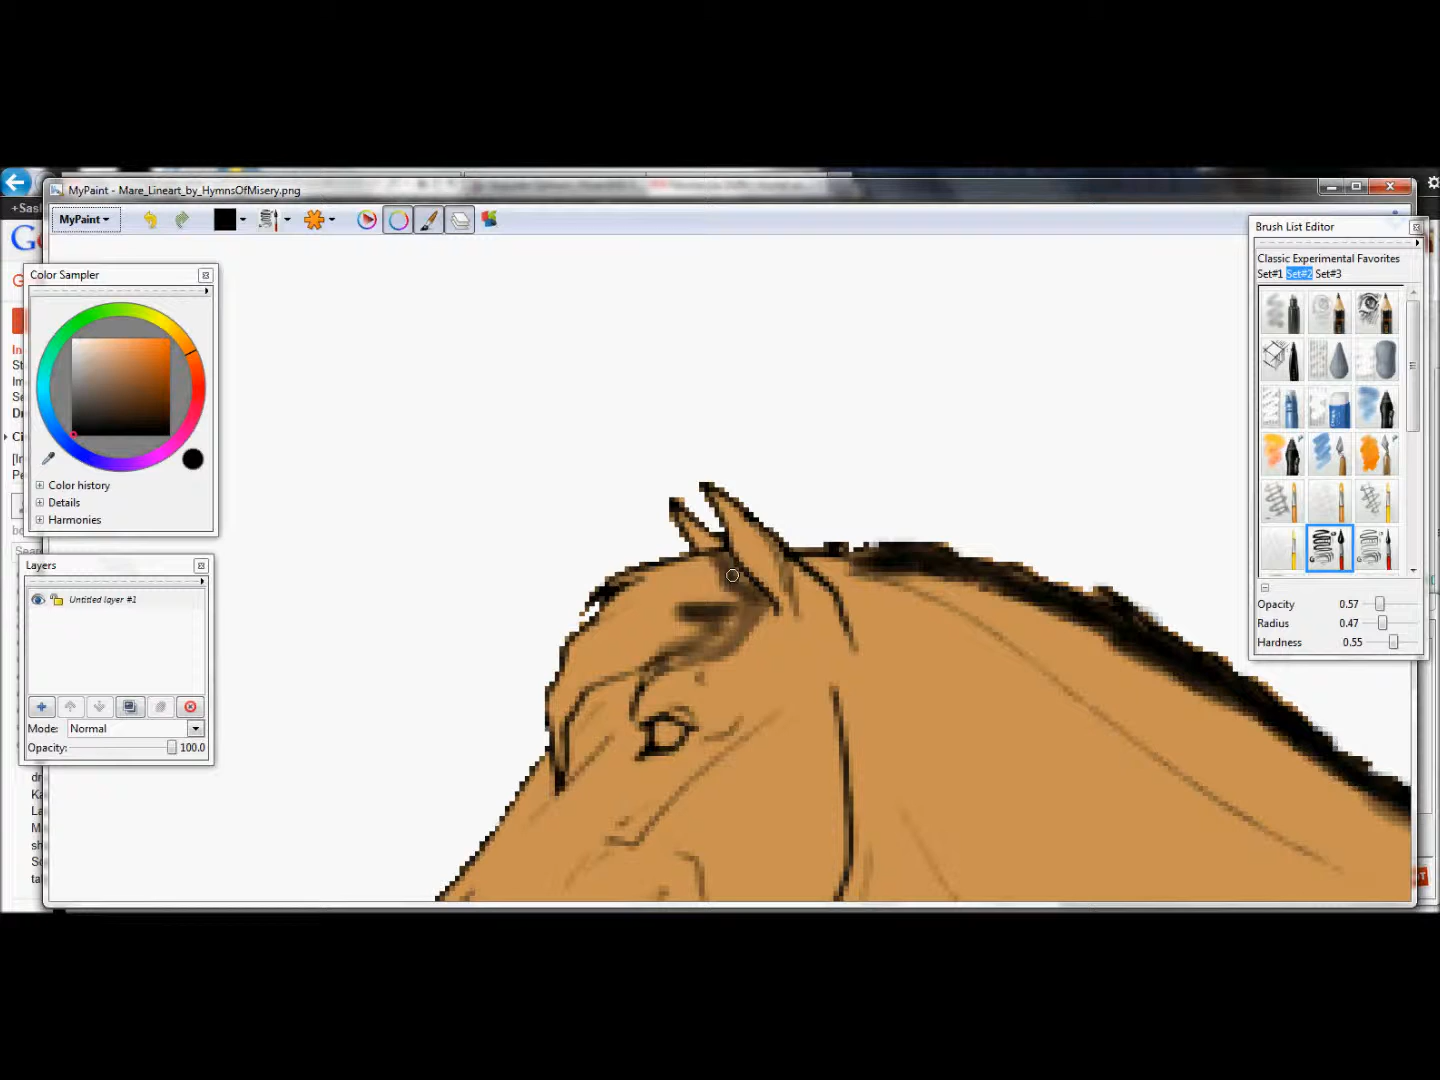 MyPaint - Mare_Lineart_by_HymnsOfMisery.png
+Sas
MyPaint
Color Sampler
Color history
Details
Harmonies
Layers
Untitled layer #1
Mode: Normal
Opacity: 100.0
Brush List Editor
Classic Experimental Favorites
Set#1 Set#2 Set#3
Opacity 0.57
Radius 0.47
Hardness 0.55